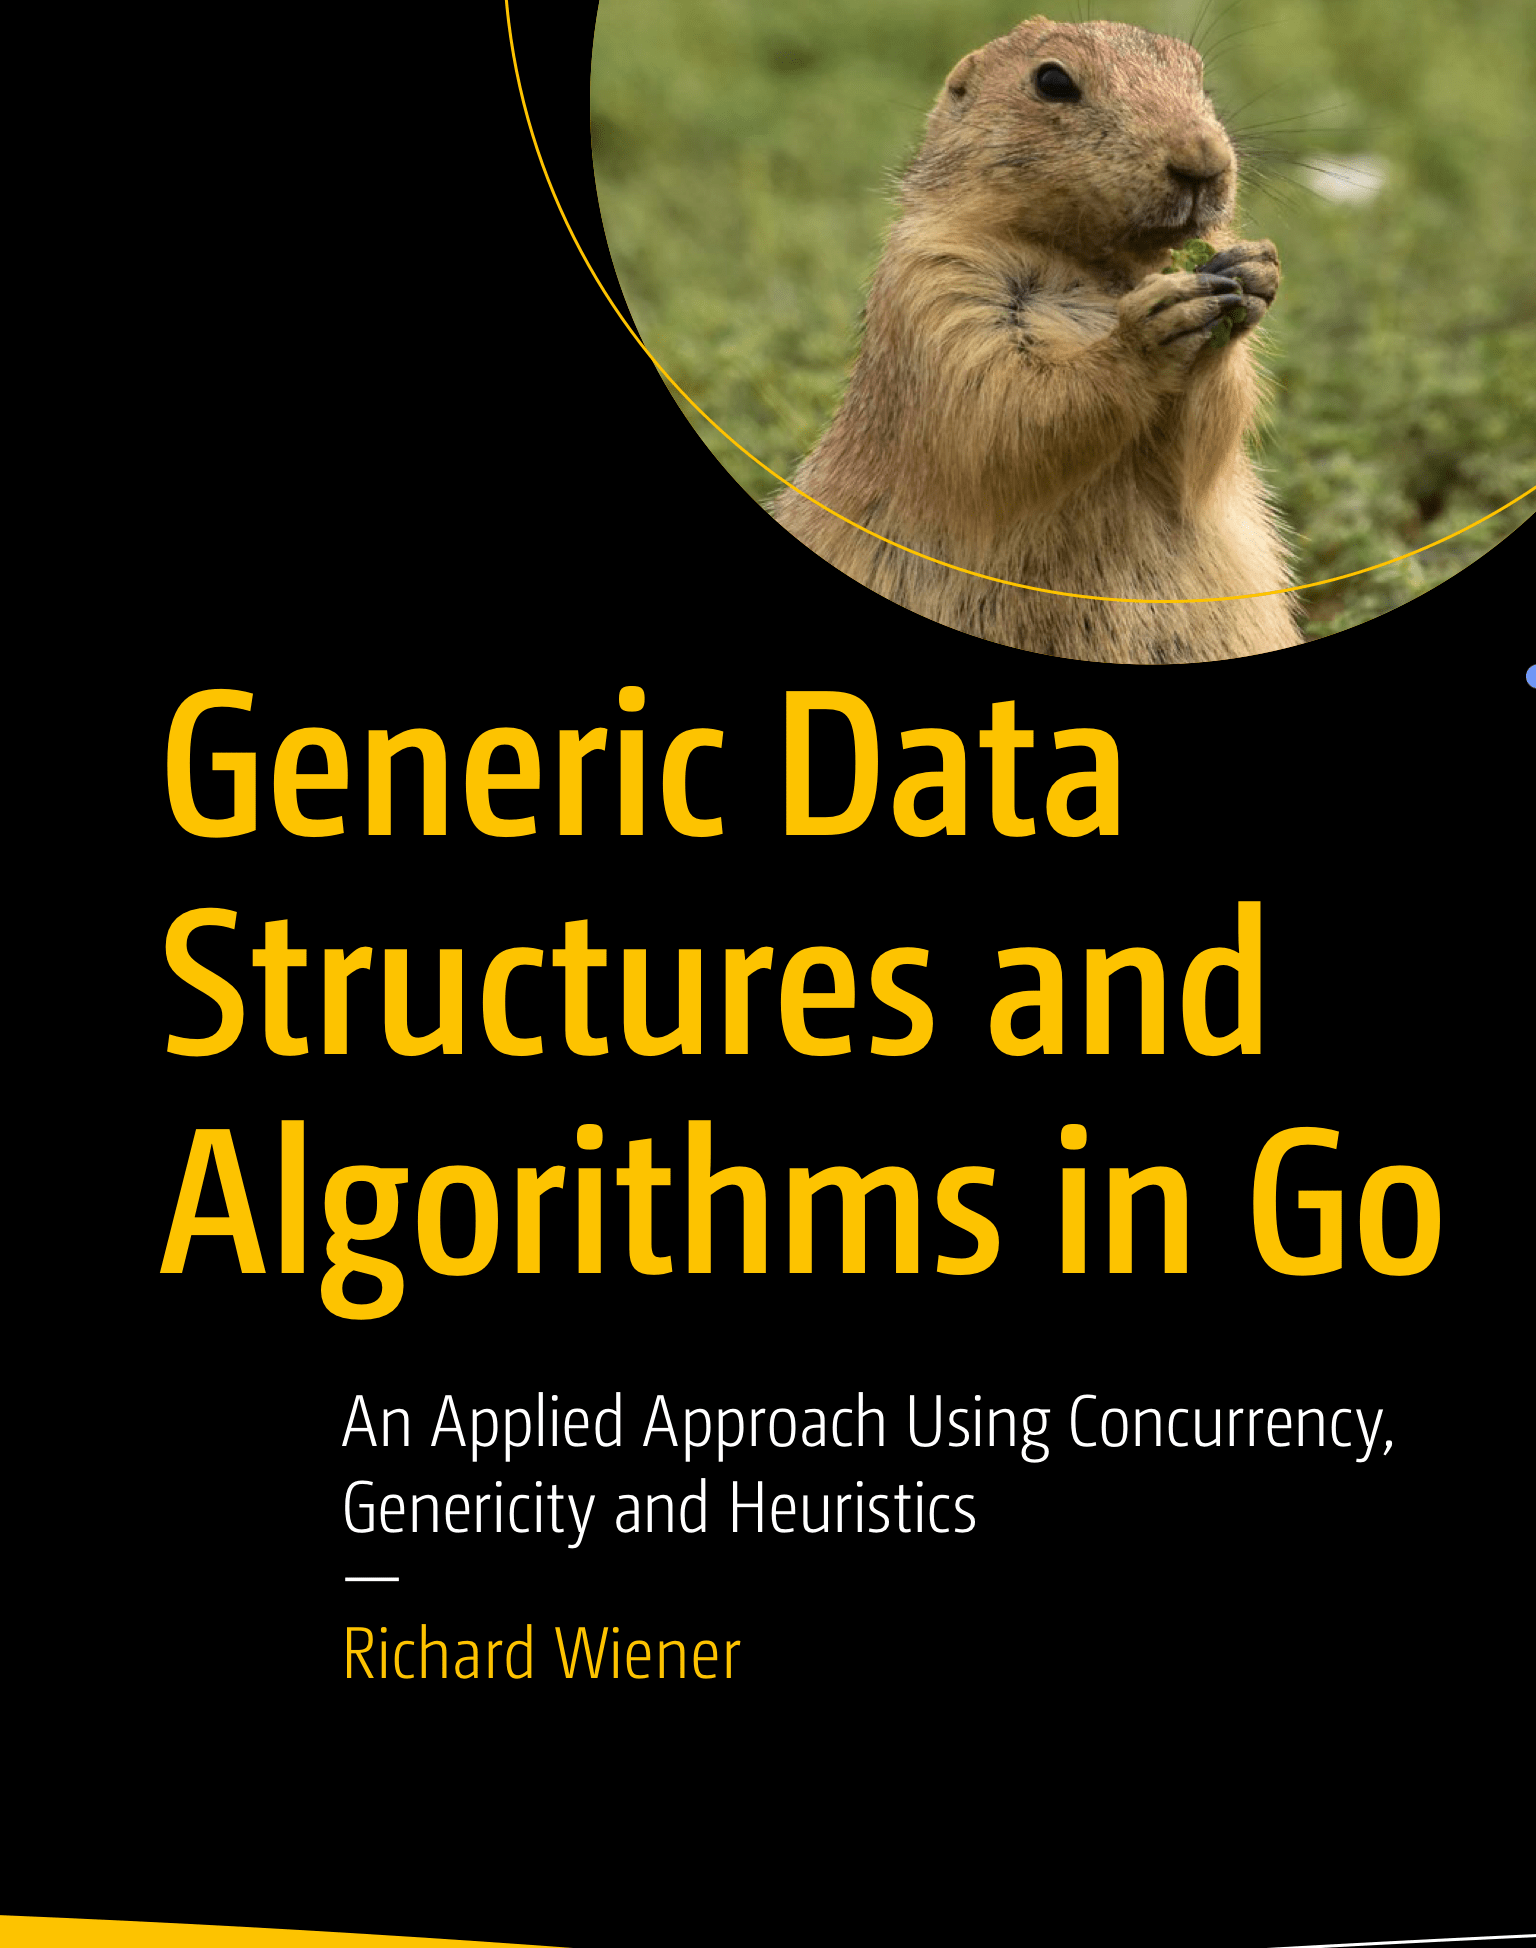 Generic Data
Structures and
Algorithms in Go
An Applied Approach Using Concurrency,
Genericity and Heuristics
—
Richard Wiener